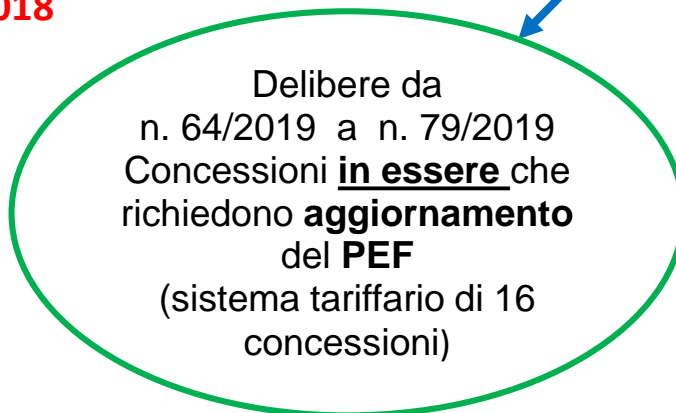 018
Delibere da
n. 64/2019 a n. 79/2019
Concessioni in essere che
richiedono aggiornamento
del PEF
(sistema tariffario di 16
concessioni)